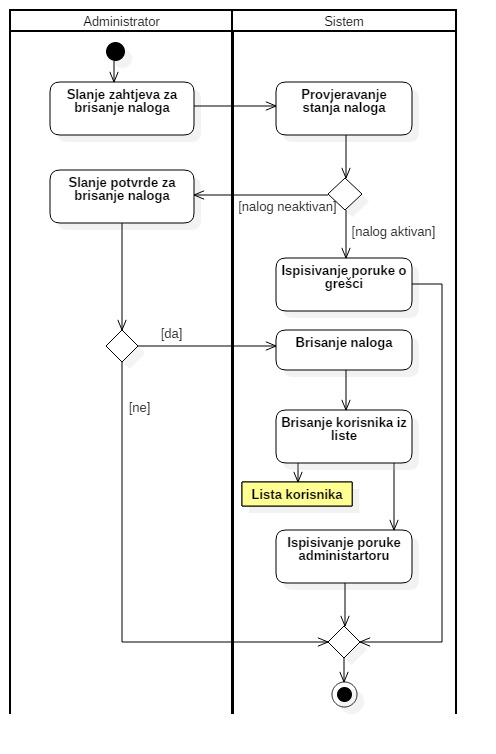 Administrator
Sistem
Slanje zahtjeva za
brisanje naloga
Provjeravanje
stanja naloga
Slanje potvrde za
brisanje naloga
[nalog neaktivan]
[nalog aktivan]
Ispisivanje poruke o
grešci
[da]
Brisanje naloga
[ne]
Brisanje korisnika iz
liste
Lista korisnika
Ispisivanje poruke
administartoru